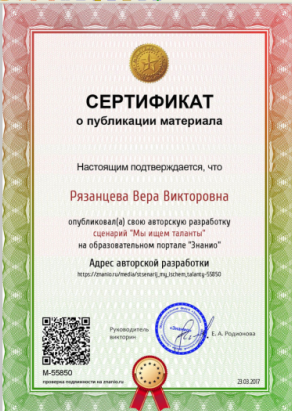 СЕРТИФИКАТ
о публикации материала
Настоящим подтверждается, что
Рязанцева Вера Викторовна
опубликовал(а) свою авторскую разработку
сценарий "Мы ищем таланты"
на образовательном портале "Знанио"
Адрес авторской разработки
https://znanio.ru/media/stsenarij_my_ischem_talanty-55850
Руководитель
викторин
Е. А. Родионова
М-55850
проверка подлинности на znanio.ru
23.03.2017